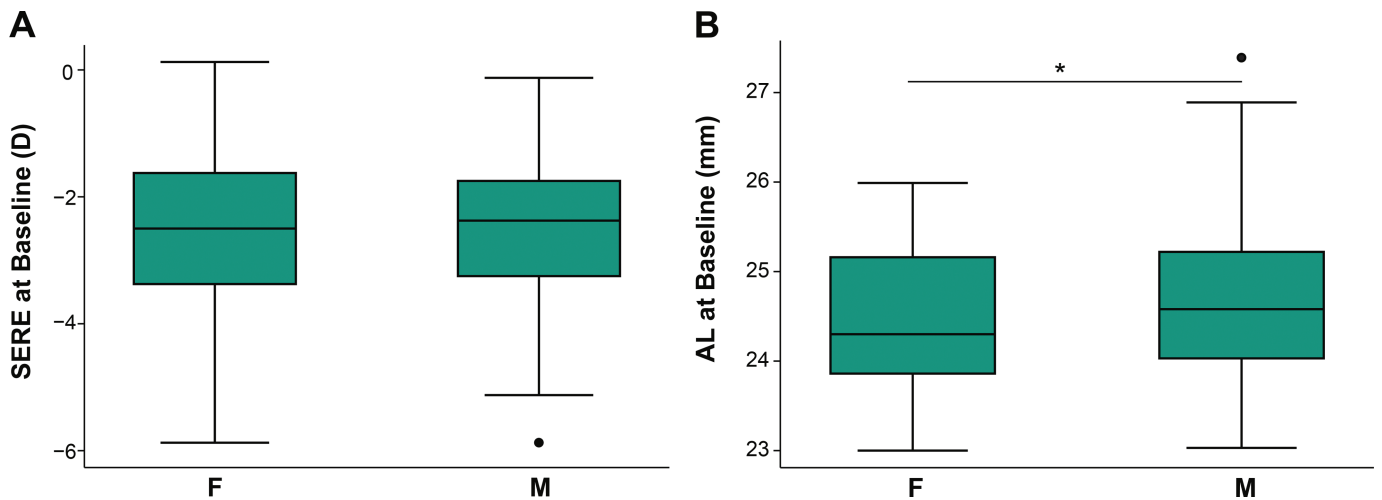 A
SERE at Baseline (D)
0
−2
−4
−6
F
M
B
AL at Baseline (mm)
27
26
25
24
23
*
F
M